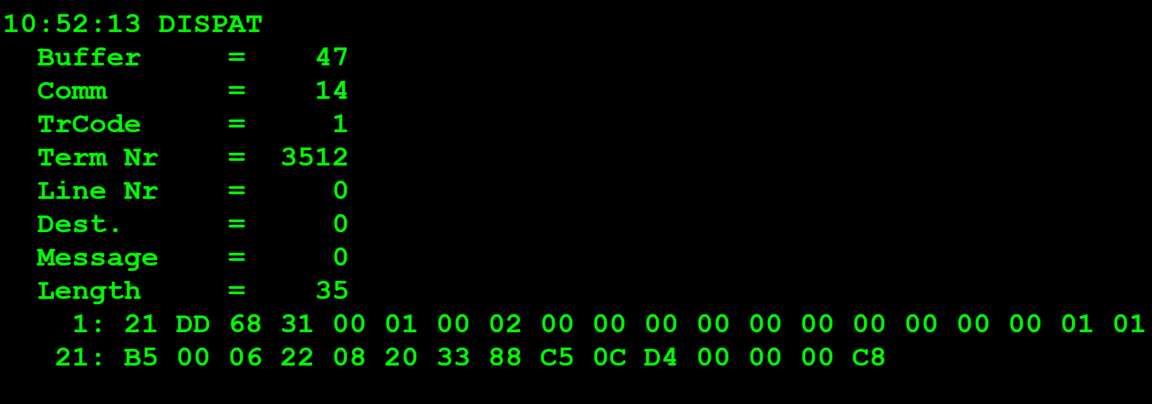 10:52:13 DISPAT
Buffer = 47
Comm = 14
TrCode = 1
Term Nr = 3512
Line Nr = 0
Dest. = 0
Message = 0
Length = 35
1: 21 DD 68 31 00 01 00 02 00 00 00 00 00 00 00 00 00 00 01 01
21: B5 00 06 22 08 20 33 88 C5 0C D4 00 00 00 C8